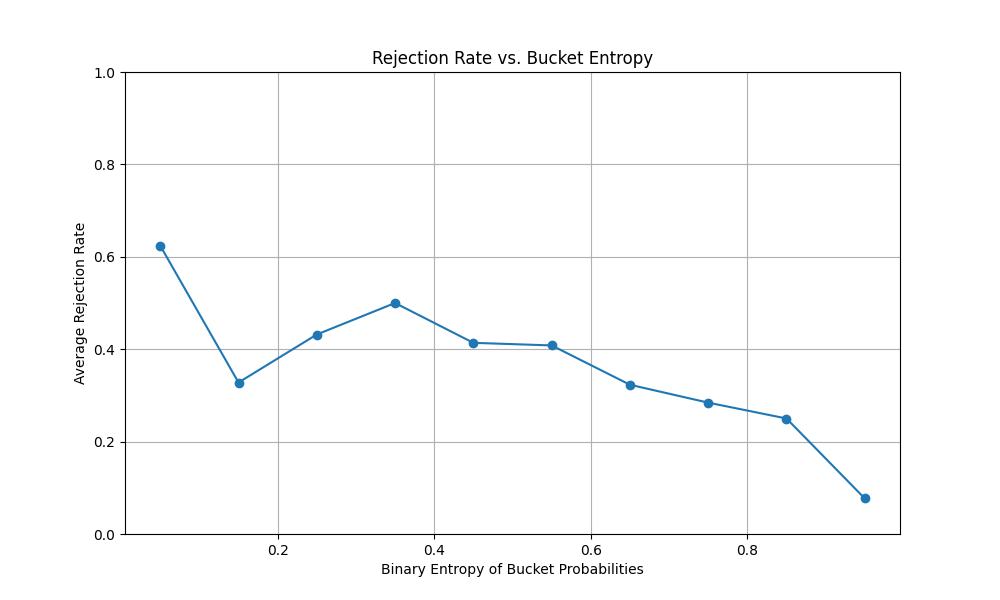 Rejection Rate vs. Bucket Entropy
1.0
0.8
0.6
0.4
0.2
0.0
Average Rejection Rate
0.2 0.4 0.6 0.8
Binary Entropy of Bucket Probabilities